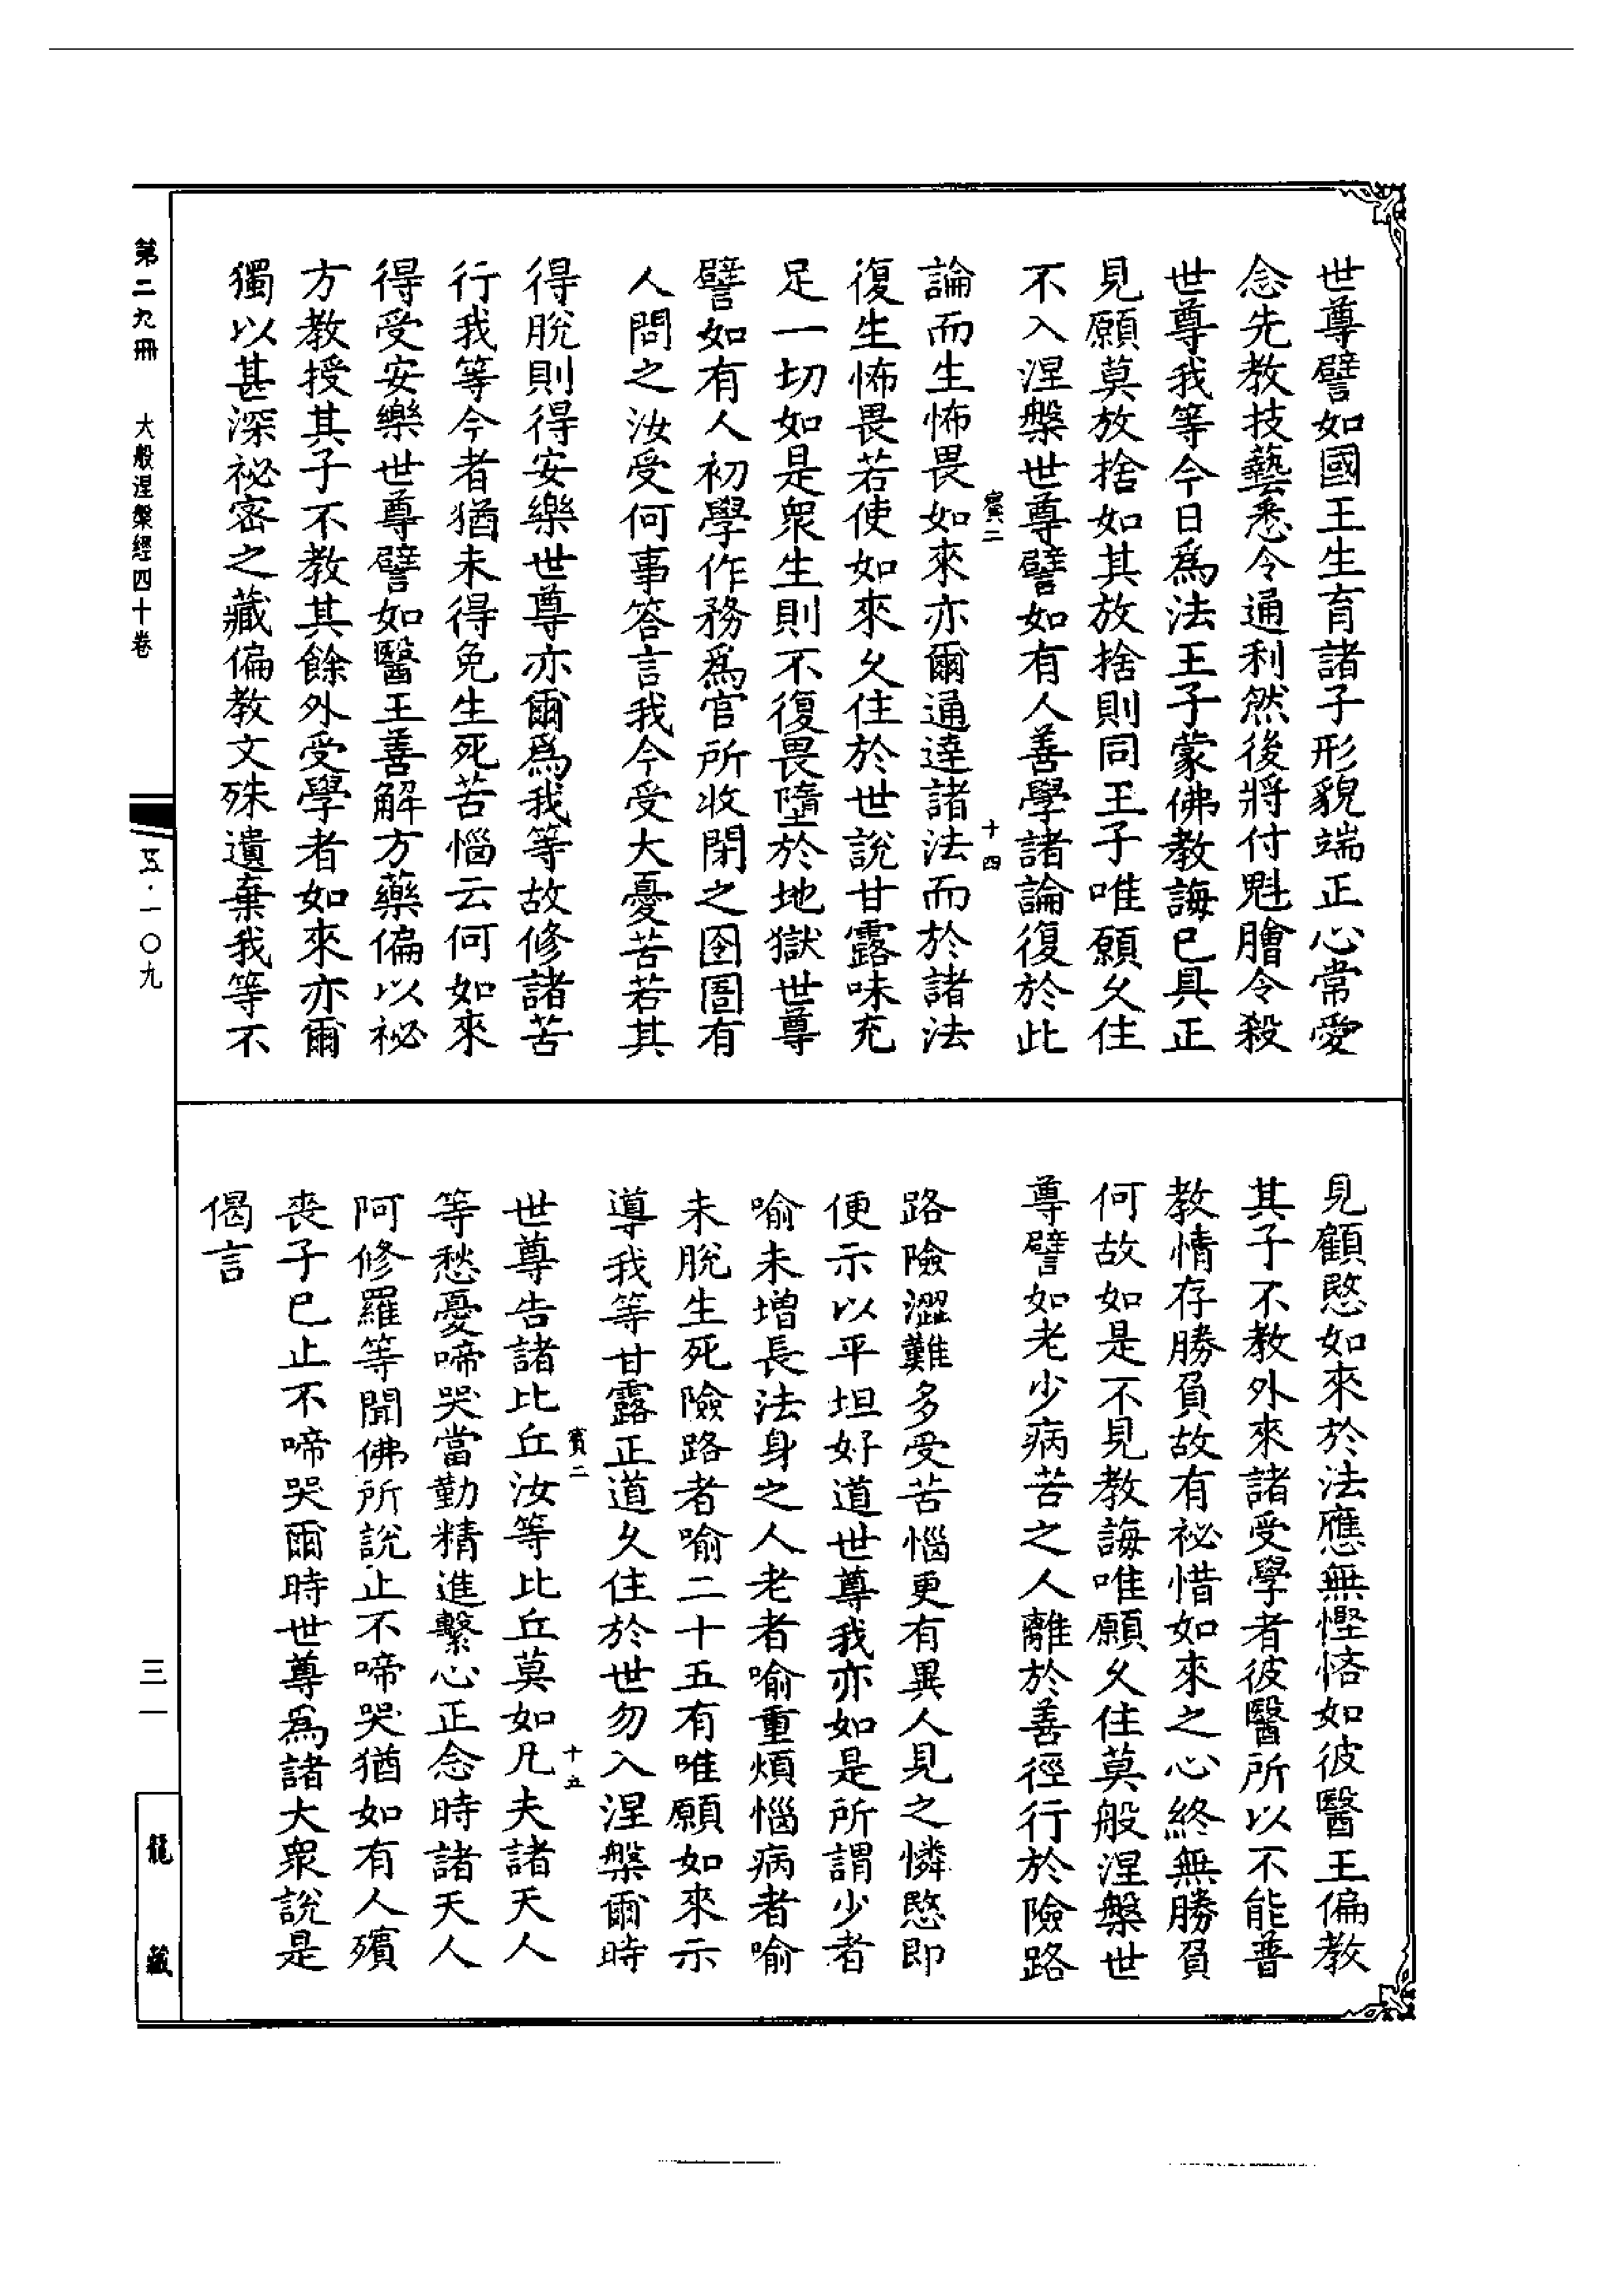 世尊譬如國王生育諸子形貌端正心常愛
念先教技藝悉令通利然後將付魁膾令殺
世尊我等今日爲法王子蒙佛教誨已具正
見願莫放捨如其放捨則同王子唯願久住
不入涅槃世尊譬如有人善學諸論復於此
賓二
十四
論而生怖畏如來亦爾通達諸法而於諸法
復生怖畏若使如來久住於世說甘露味充
足一切如是衆生則不復畏墮於地獄世尊
譬如有人初學作務爲官所收閉之囹圄有
人問之汝受何事答言我今受大憂苦若其
得脫則得安樂世尊亦爾爲我等故修諸苦
行我等今者猶未得免生死苦惱云何如來
得受安樂世尊譬如醫王善解方藥偏以祕
方教授其子不教其餘外受學者如來亦爾
獨以甚深祕密之藏偏教文殊遺棄我等不
見顧愍如來於法應無慳悋如彼醫王偏教
其子不教外來諸受學者彼醫所以不能普
教情存勝負故有祕惜如來之心終無勝負
何故如是不見教誨唯願久住莫般涅槃世
尊譬如老少病苦之人離於善徑行於險路
路險澀難多受苦惱更有異人見之憐愍即
便示以平坦好道世尊我亦如是所謂少者
喻未增長法身之人老者喻重煩惱病者喻
未脫生死險路者喻二十五有唯願如來示
導我等甘露正道久住於世勿入涅槃爾時
賓二
十五
世尊告諸比丘汝等比丘莫如凡夫諸天人
等愁憂啼哭當勤精進繫心正念時諸天人
阿修羅等聞佛所說止不啼哭猶如有人殯
喪子已止不啼哭爾時世尊爲諸大衆說是
偈言
第二九冊 大般涅槃經四十卷
五·一〇九
三一
龍藏